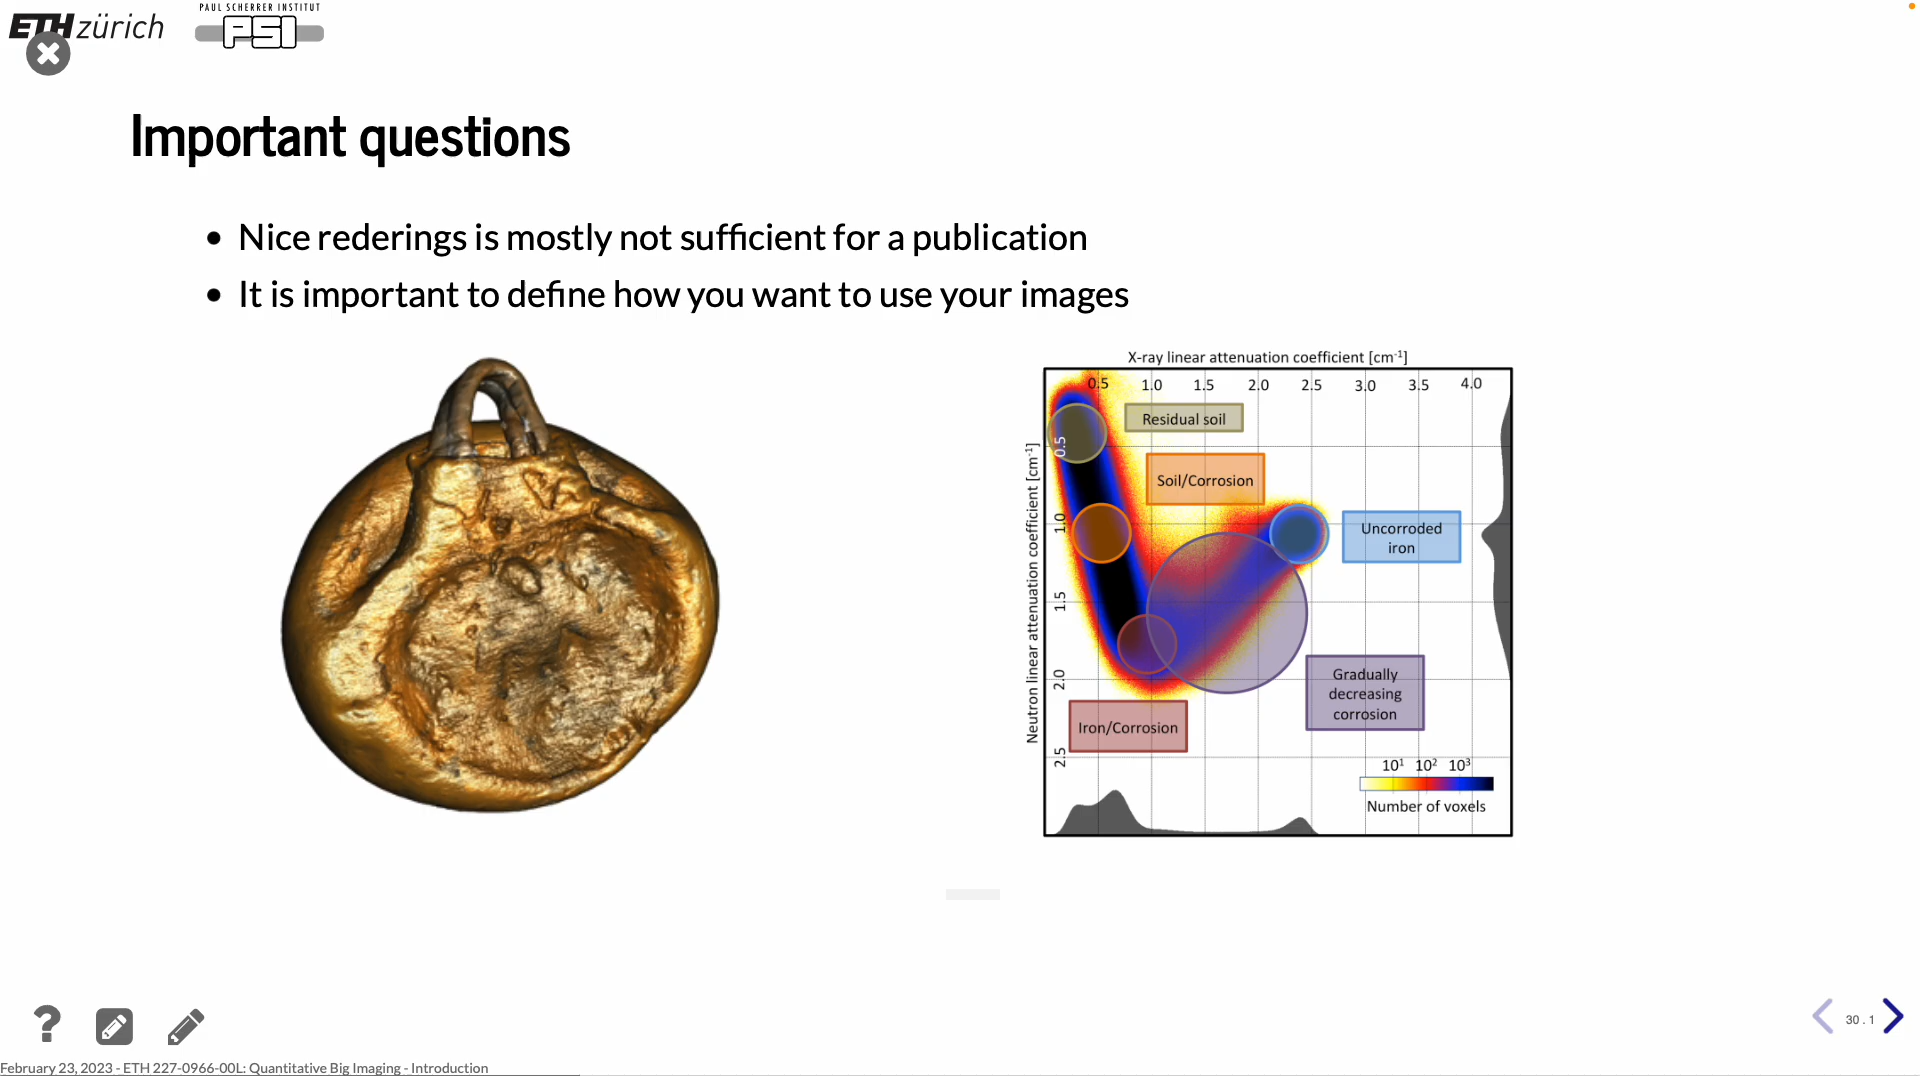 ETH zürich
PAUL SCHERRER INSTITUT
PSI
Important questions
Nice rederings is mostly not sufficient for a publication
It is important to define how you want to use your images
X-ray linear attenuation coefficient [cm⁻¹]
0.5 1.0 1.5 2.0 2.5 3.0 3.5 4.0
Neutron linear attenuation coefficient [cm⁻¹]
0.5
1.0
1.5
2.0
2.5
Residual soil
Soil/Corrosion
Uncorroded
iron
Gradually
decreasing
corrosion
Iron/Corrosion
10¹ 10² 10³
Number of voxels
30 . 1
February 23, 2023 - ETH 227-0966-00L: Quantitative Big Imaging - Introduction